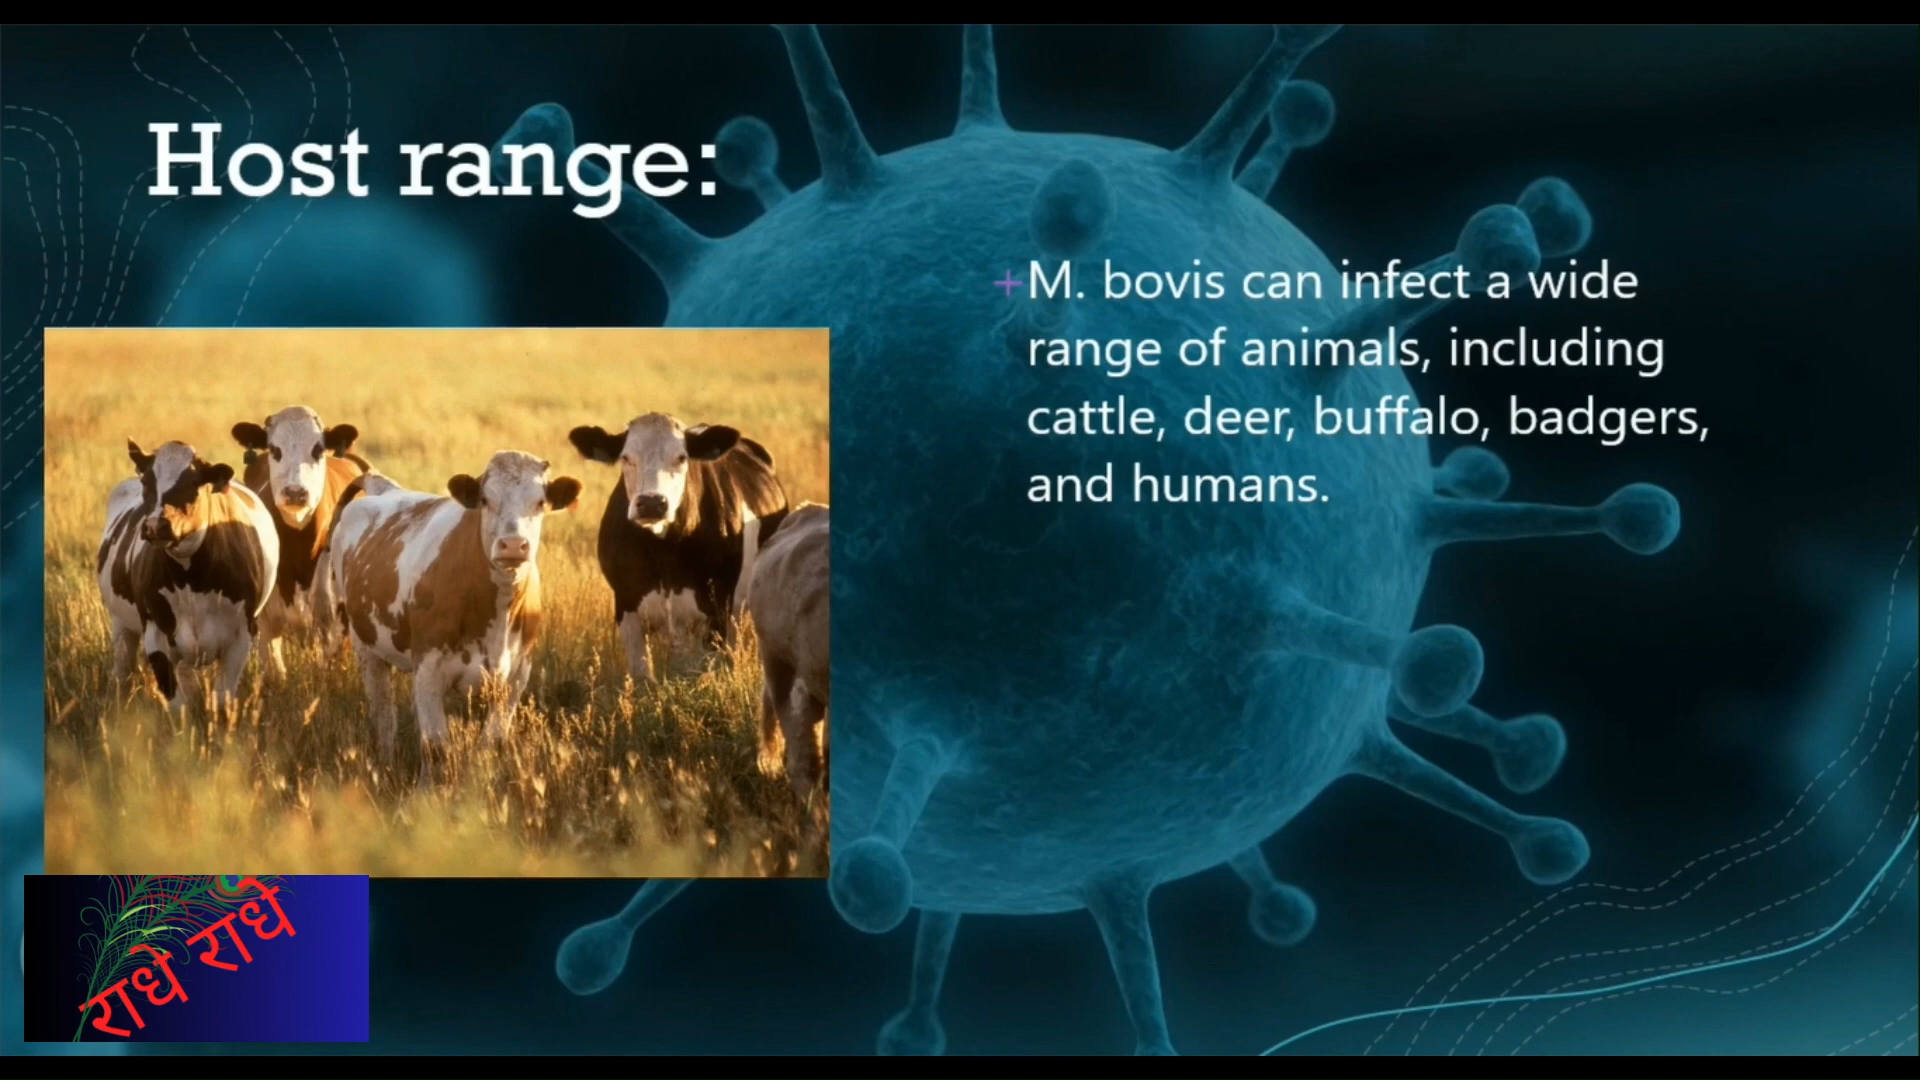 Host range:
+M. bovis can infect a wide
range of animals, including
cattle, deer, buffalo, badgers,
and humans.
राधे राधे